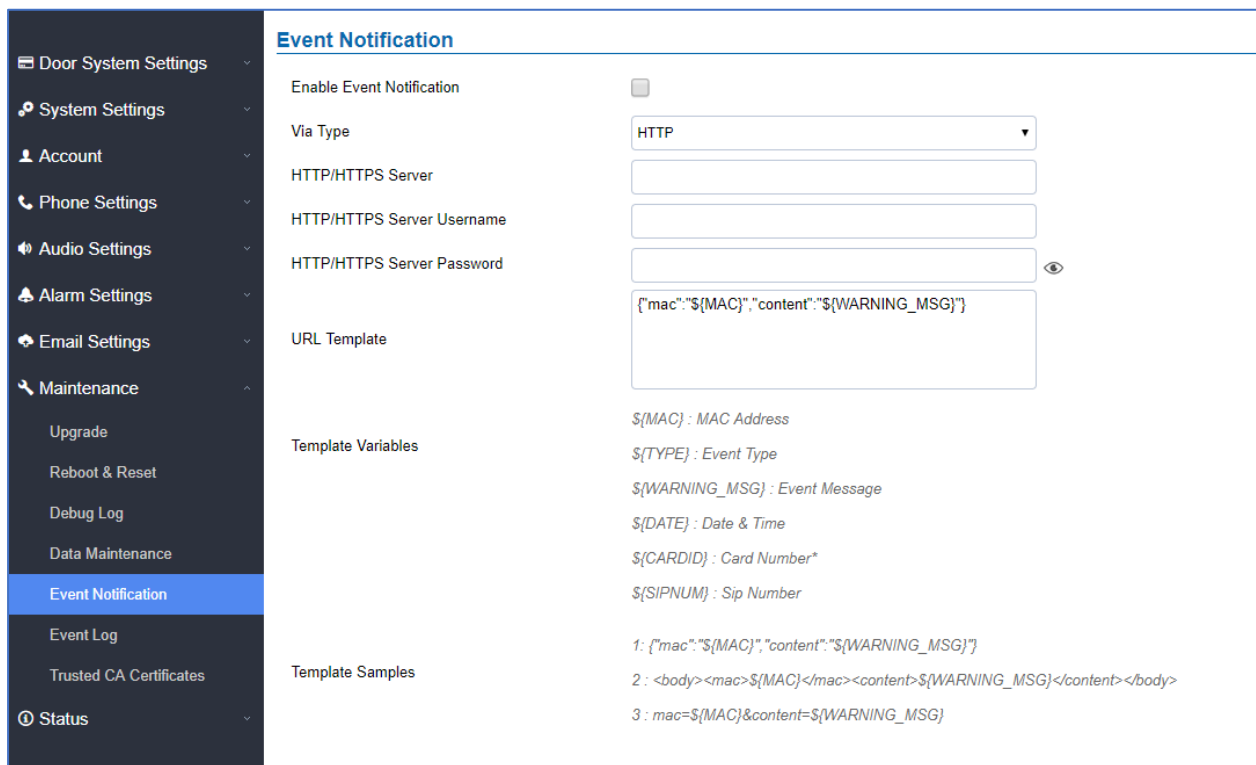 Door System Settings
System Settings
Account
Phone Settings
Audio Settings
Alarm Settings
Email Settings
Maintenance
Upgrade
Reboot & Reset
Debug Log
Data Maintenance
Event Notification
Event Log
Trusted CA Certificates
Status
Event Notification
Enable Event Notification
Via Type
HTTP
HTTP/HTTPS Server
HTTP/HTTPS Server Username
HTTP/HTTPS Server Password
URL Template
{"mac":"${MAC}","content":"${WARNING_MSG}"}
Template Variables
${MAC} : MAC Address
${TYPE} : Event Type
${WARNING_MSG} : Event Message
${DATE} : Date & Time
${CARDID} : Card Number*
${SIPNUM} : Sip Number
Template Samples
1: {"mac":"${MAC}","content":"${WARNING_MSG}"}
2 : <body><mac>${MAC}</mac><content>${WARNING_MSG}</content></body>
3 : mac=${MAC}&content=${WARNING_MSG}